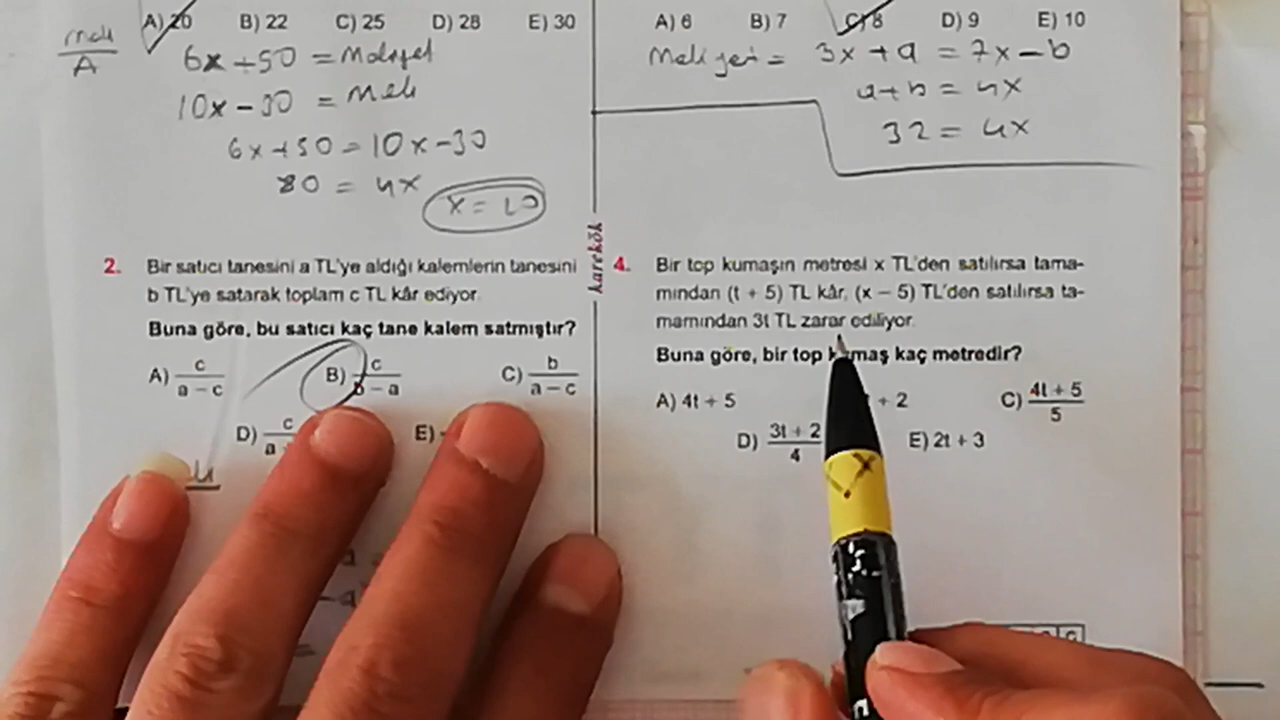 A) 20 B) 22 C) 25 D) 28 E) 30
A
6x + 50 = Maliyet
10x - 30 = Mali
6x + 50 = 10x - 30
80 = 4x
x = 20
2. Bir satıcı tanesini a TL'ye aldığı kalemlerin tanesini
b TL'ye satarak toplam c TL kâr ediyor.
Buna göre, bu satıcı kaç tane kalem satmıştır?
A) c / a - c B) c / b - a C) b / a - c
D) c / a E)
karekök
A) 6 B) 7 C) 8 D) 9 E) 10
3x + a = 7x - b
a + b = 4x
32 = 4x
4. Bir top kumaşın metresi x TL'den satılırsa tama-
mından (t + 5) TL kâr, (x - 5) TL'den satılırsa ta-
mamından 3t TL zarar ediliyor.
Buna göre, bir top kumaş kaç metredir?
A) 4t + 5 + 2 C) 4t + 5 / 5
D) 3t + 2 / 4 E) 2t + 3